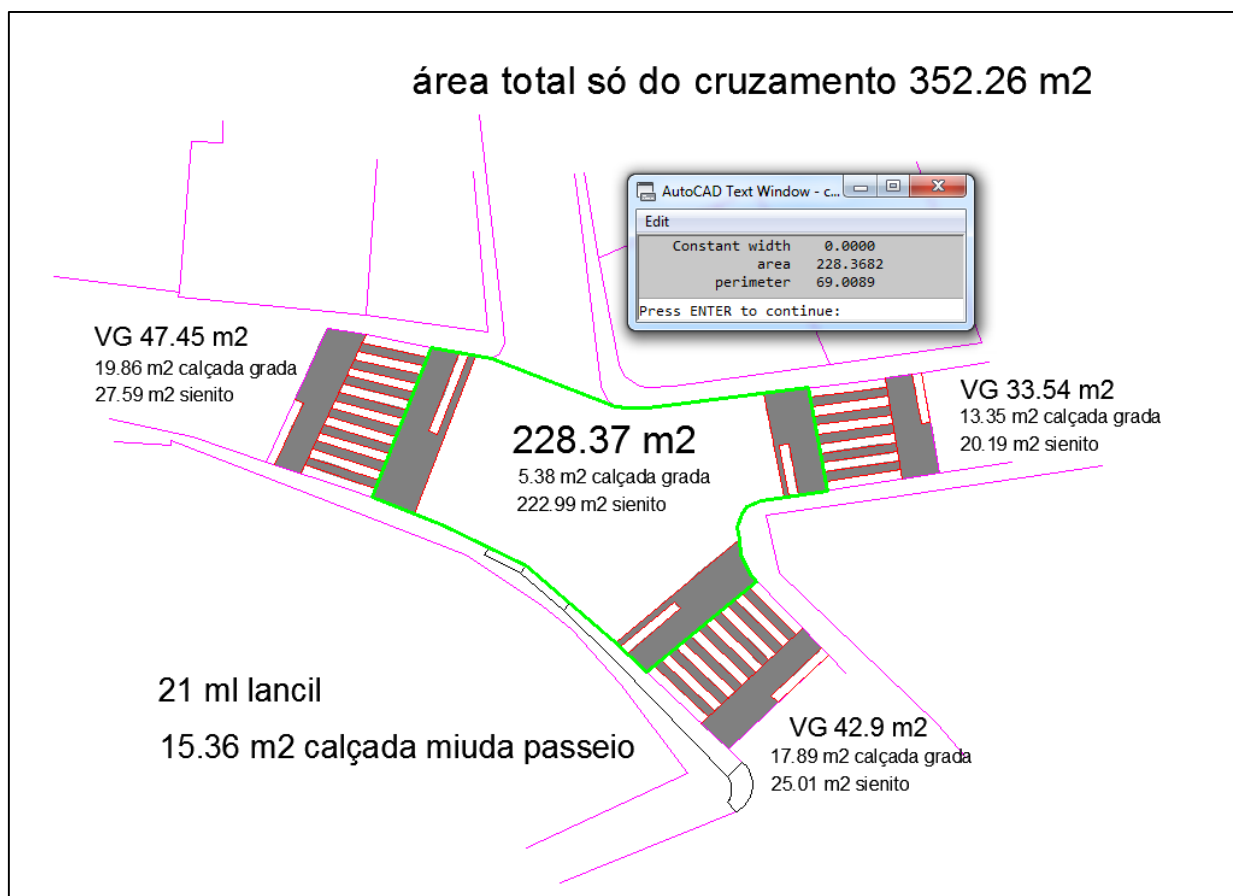 área total só do cruzamento 352.26 m2
AutoCAD Text Window - c...
Edit
Constant width 0.0000
area 228.3682
perimeter 69.0089
Press ENTER to continue:
VG 47.45 m2
19.86 m2 calçada grada
27.59 m2 sienito
VG 33.54 m2
13.35 m2 calçada grada
20.19 m2 sienito
228.37 m2
5.38 m2 calçada grada
222.99 m2 sienito
21 ml lancil
15.36 m2 calçada miuda passeio
VG 42.9 m2
17.89 m2 calçada grada
25.01 m2 sienito